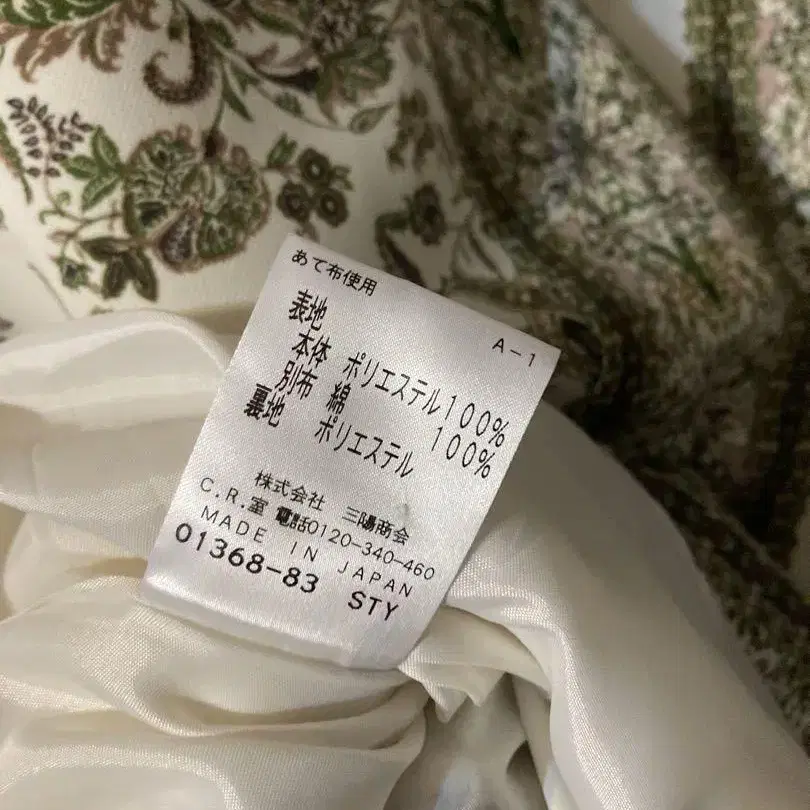 あて布使用
A-1
表地
本体 ポリエステル100%
別布 綿 100%
裏地 ポリエステル
株式会社 三陽商会
C.R.室 電話0120-340-460
MADE IN JAPAN
01368-83 STY